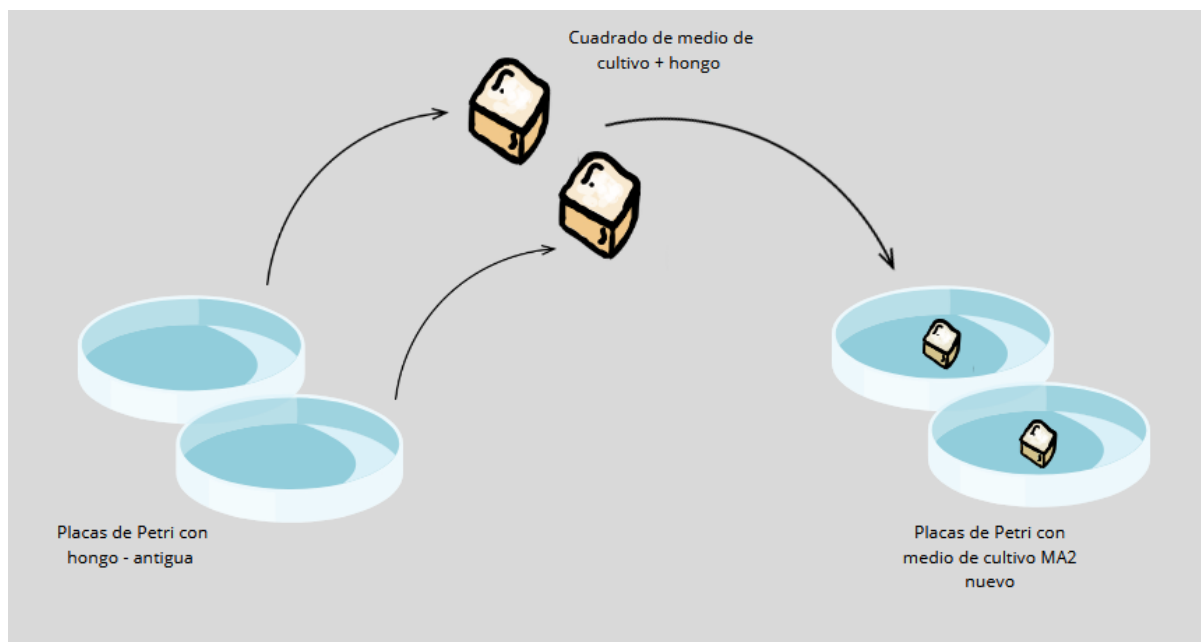 Cuadrado de medio de
cultivo + hongo
Placas de Petri con
hongo - antigua
Placas de Petri con
medio de cultivo MA2
nuevo